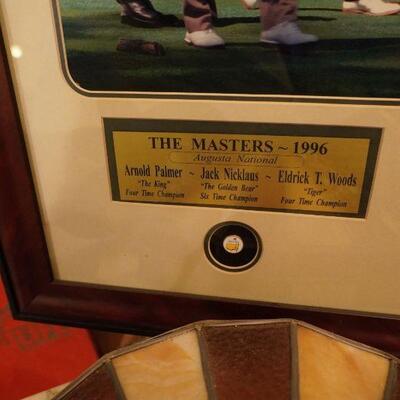 THE MASTERS ~ 1996
Augusta National
Arnold Palmer ~ Jack Nicklaus ~ Eldrick T. Woods
"The King" "The Golden Bear" "Tiger"
Four Time Champion Six Time Champion Four Time Champion